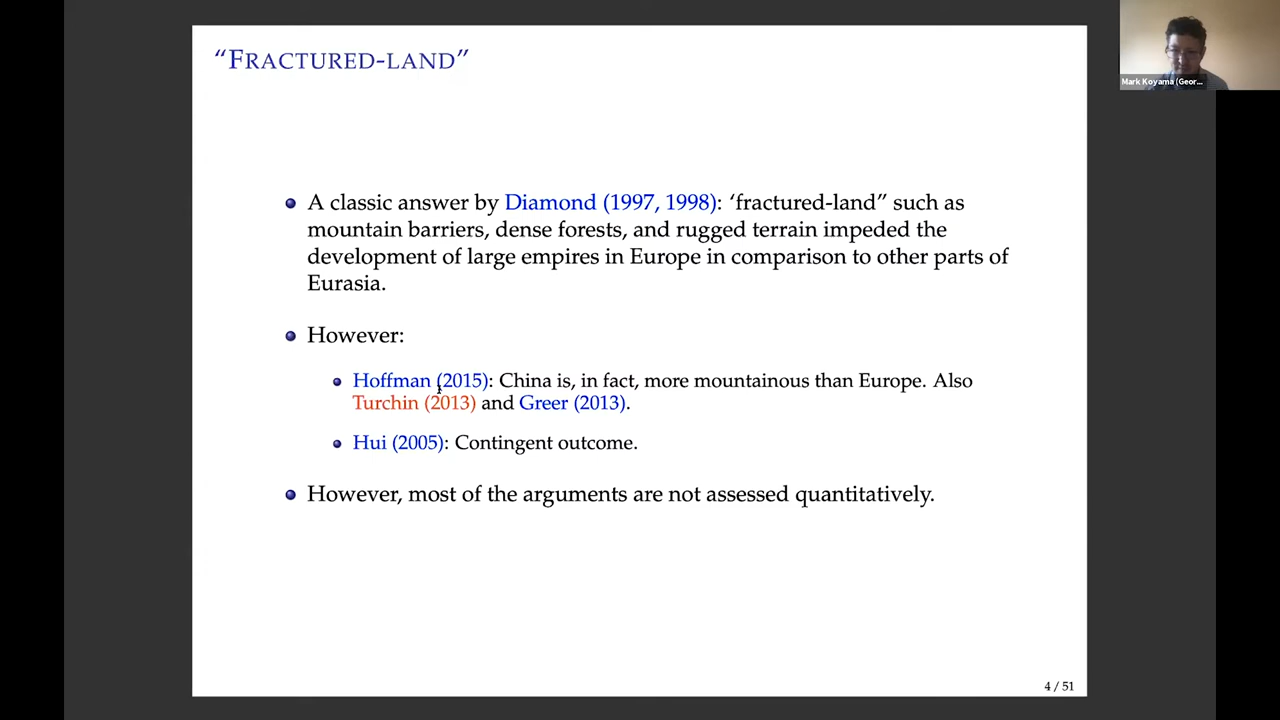 “FRACTURED-LAND”
Mark Koyama (Geor...
A classic answer by Diamond (1997, 1998): ‘fractured-land” such as
mountain barriers, dense forests, and rugged terrain impeded the
development of large empires in Europe in comparison to other parts of
Eurasia.
However:
Hoffman (2015): China is, in fact, more mountainous than Europe. Also
Turchin (2013) and Greer (2013).
Hui (2005): Contingent outcome.
However, most of the arguments are not assessed quantitatively.
4 / 51